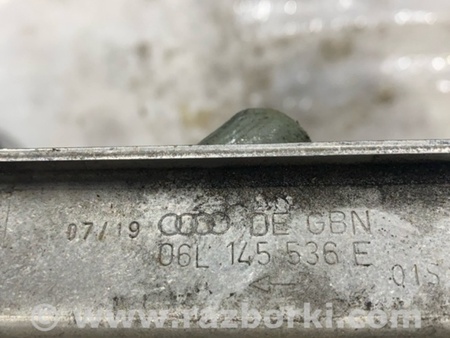 07/19 DE GBN
06L 145 536 E
01S
www.razborki.com